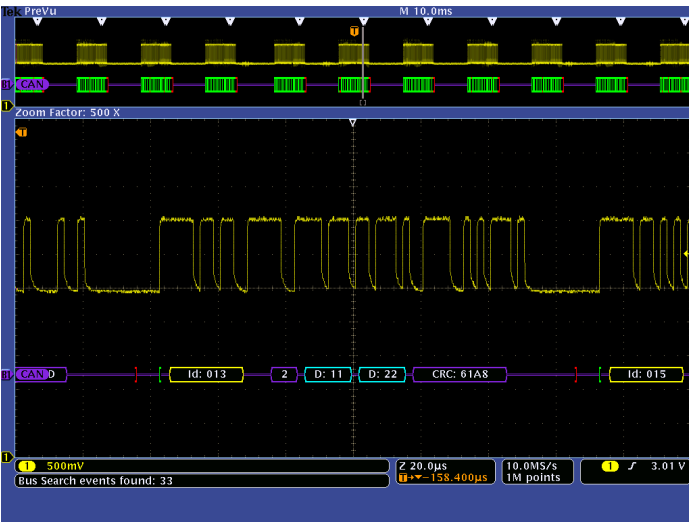 Tek PreVu M 10.0ms
T
B1 CAN
1
Zoom Factor: 500 X
T
B1 CAN D Id: 013 2 D: 11 D: 22 CRC: 61A8 Id: 015
1
1 500mV Z 20.0µs 10.0MS/s 1 3.01 V
T→▼−158.400µs 1M points
Bus Search events found: 33